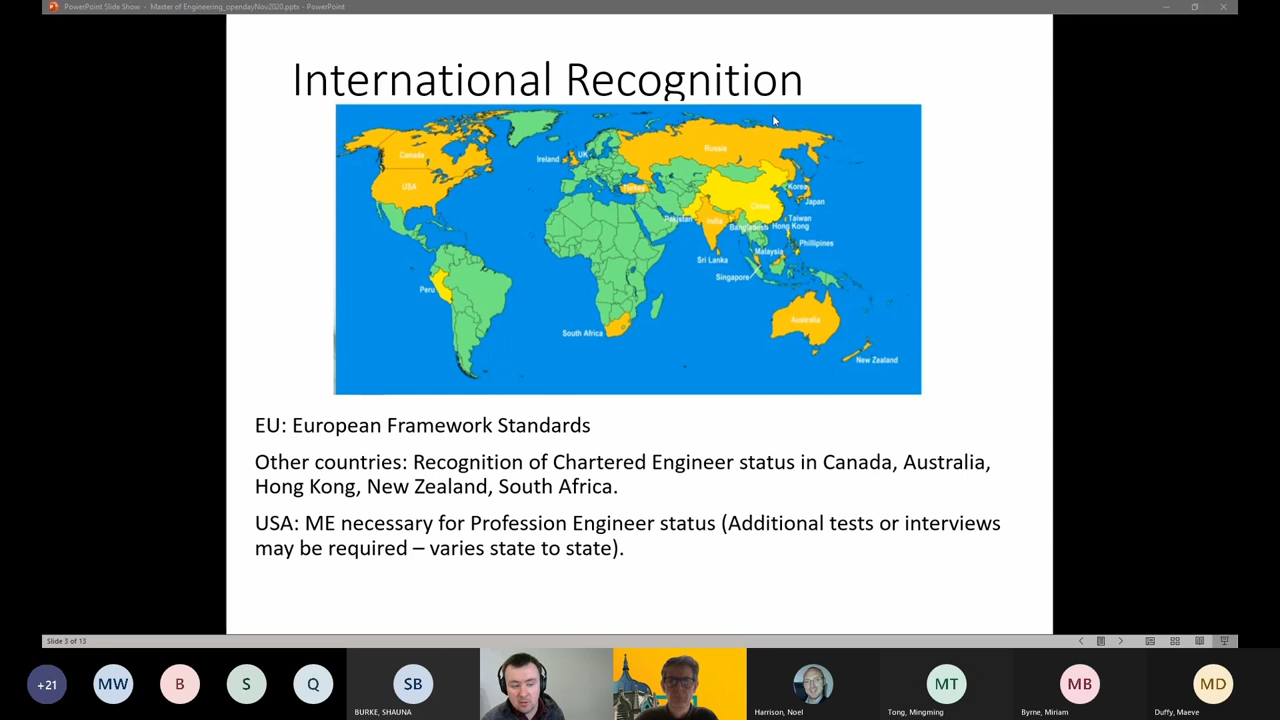 PowerPoint Slide Show - Master of Engineering_opendayNov2020.pptx - PowerPoint
International Recognition
Canada
USA
Peru
Ireland
UK
Russia
Turkey
Korea
Japan
China
Pakistan
India
Taiwan
Bangladesh
Hong Kong
Phillipines
Malaysia
Sri Lanka
Singapore
South Africa
Australia
New Zealand
EU: European Framework Standards
Other countries: Recognition of Chartered Engineer status in Canada, Australia,
Hong Kong, New Zealand, South Africa.
USA: ME necessary for Profession Engineer status (Additional tests or interviews
may be required – varies state to state).
Slide 3 of 13
+21
MW
B
S
Q
SB
BURKE, SHAUNA
Harrison, Noel
MT
Tong, Mingming
MB
Byrne, Miriam
MD
Duffy, Maeve